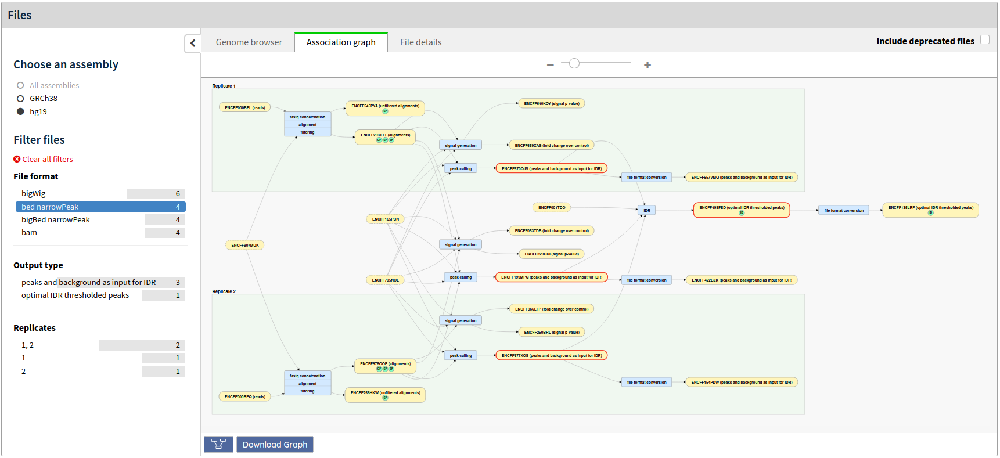 Files
Genome browser
Association graph
File details
Include deprecated files
Choose an assembly
All assemblies
GRCh38
hg19
Filter files
Clear all filters
File format
bigWig 6
bed narrowPeak 4
bigBed narrowPeak 4
bam 4
Output type
peaks and background as input for IDR 3
optimal IDR thresholded peaks 1
Replicates
1, 2 2
1 1
2 1
Replicate 1
ENCFF000BEL (reads)
fastq concatenation
alignment
filtering
ENCFF545PYA (unfiltered alignments)
SF
ENCFF293TTT (alignments)
CF SF SF
signal generation
peak calling
ENCFF640KOY (signal p-value)
ENCFF659XAS (fold change over control)
ENCFF670QJS (peaks and background as input for IDR)
file format conversion
ENCFF657VMQ (peaks and background as input for IDR)
ENCFF001TDO
IDR
ENCFF493FED (optimal IDR thresholded peaks)
ID
file format conversion
ENCFF135LRF (optimal IDR thresholded peaks)
ID
ENCFF165PBN
ENCFF807MUK
signal generation
ENCFF053TDB (fold change over control)
ENCFF329GRI (signal p-value)
ENCFF705NOL
peak calling
ENCFF199MPQ (peaks and background as input for IDR)
file format conversion
ENCFF422BZK (peaks and background as input for IDR)
Replicate 2
signal generation
ENCFF966LFP (fold change over control)
ENCFF250BRL (signal p-value)
peak calling
ENCFF677XOS (peaks and background as input for IDR)
file format conversion
ENCFF154PDW (peaks and background as input for IDR)
ENCFF978OOP (alignments)
CF SF SF
fastq concatenation
alignment
filtering
ENCFF258HKW (unfiltered alignments)
SF
ENCFF000BEQ (reads)
Download Graph